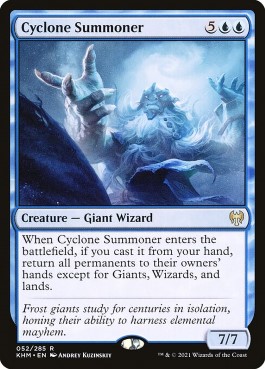 Cyclone Summoner 5
Creature — Giant Wizard
When Cyclone Summoner enters the
battlefield, if you cast it from your hand,
return all permanents to their owners'
hands except for Giants, Wizards, and
lands.
Frost giants study for centuries in isolation,
honing their ability to harness elemental
mayhem.
7/7
052/285 R
KHM • EN Andrey Kuzinskiy
™ & © 2021 Wizards of the Coast